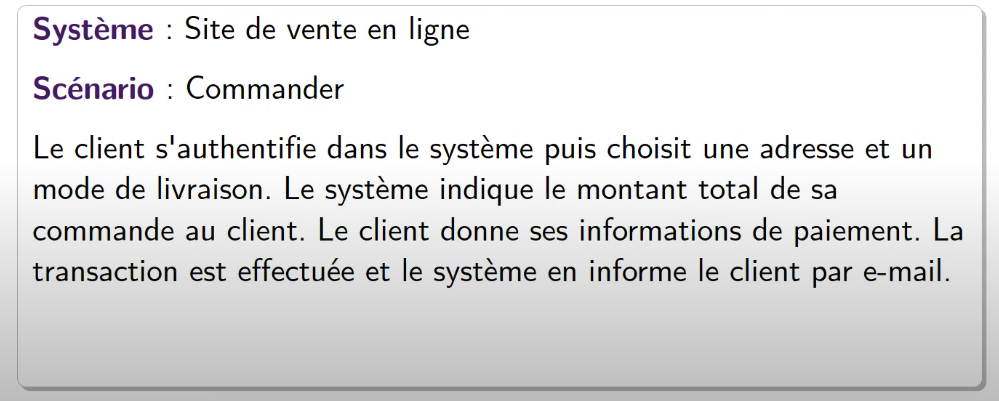 Système : Site de vente en ligne
Scénario : Commander
Le client s'authentifie dans le système puis choisit une adresse et un
mode de livraison. Le système indique le montant total de sa
commande au client. Le client donne ses informations de paiement. La
transaction est effectuée et le système en informe le client par e-mail.